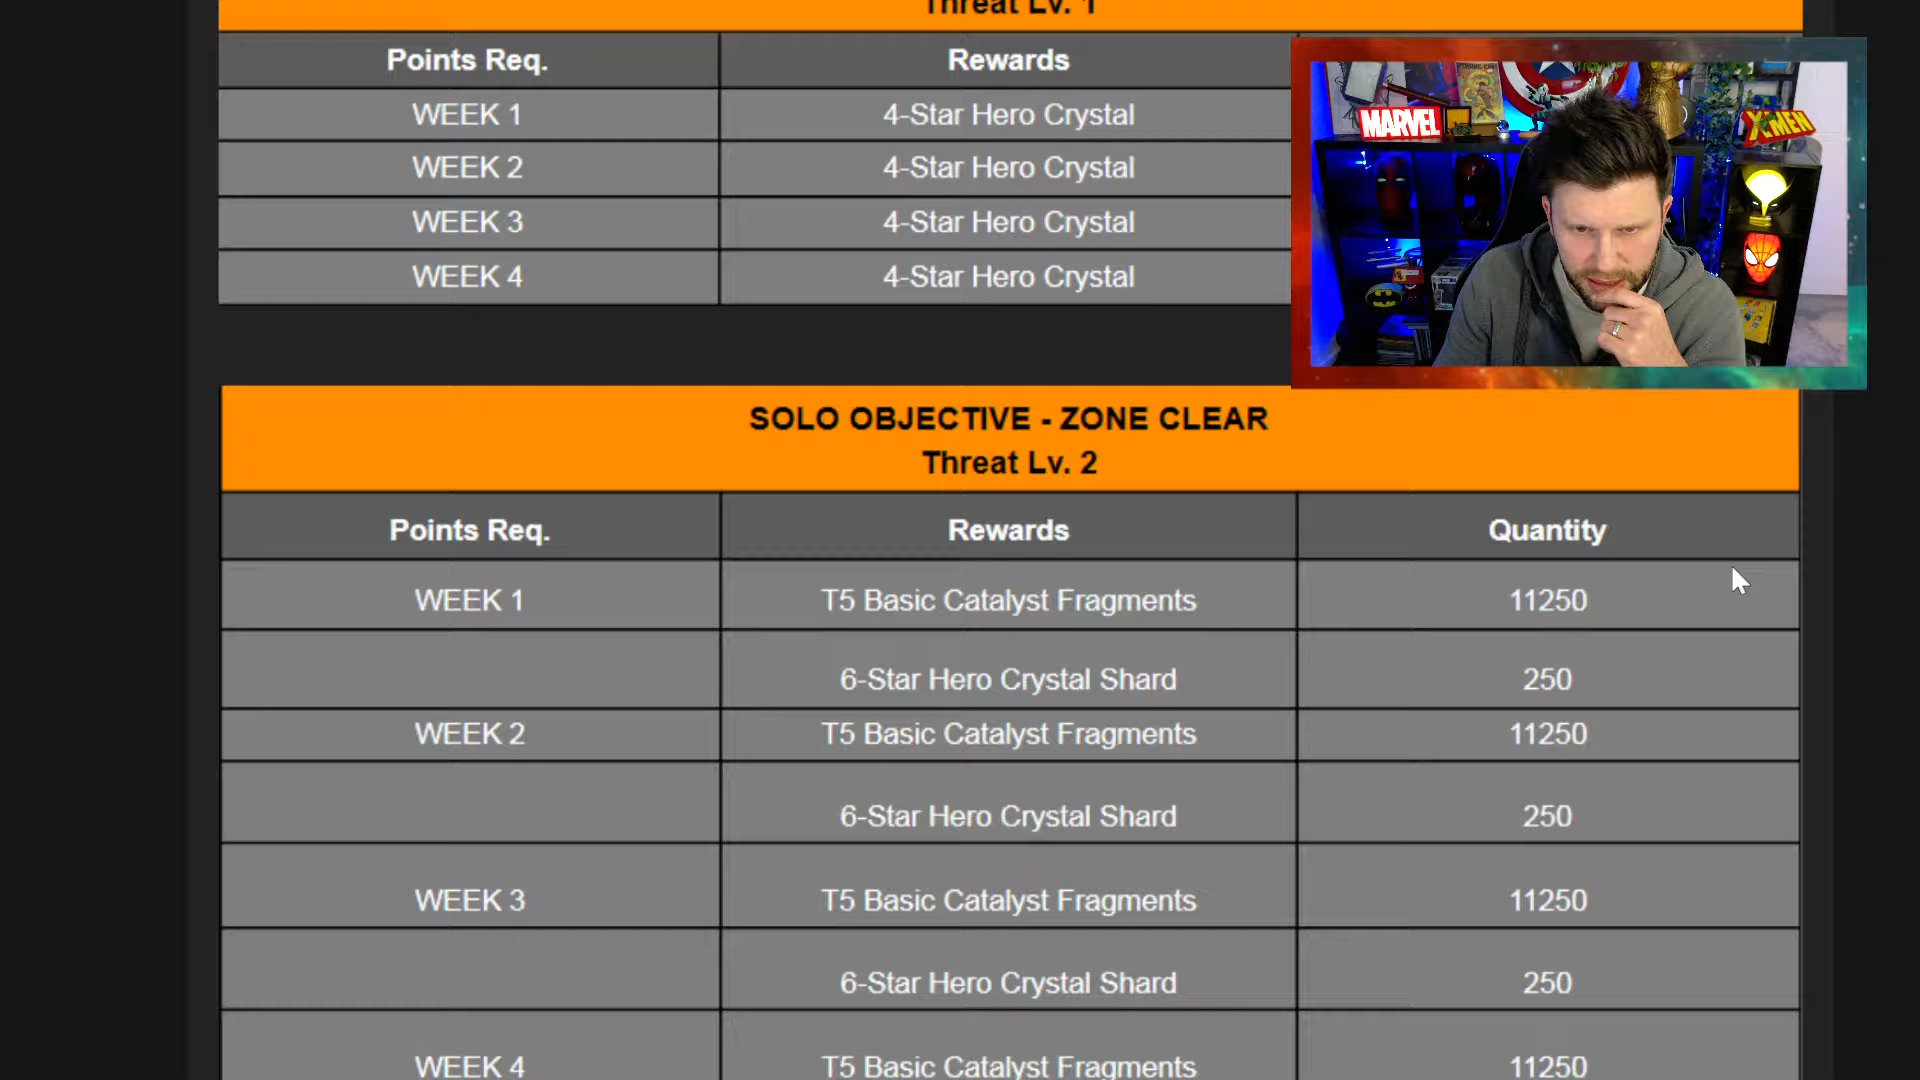 Threat Lv. 1
Points Req. Rewards
WEEK 1 4-Star Hero Crystal
WEEK 2 4-Star Hero Crystal
WEEK 3 4-Star Hero Crystal
WEEK 4 4-Star Hero Crystal
MARVEL
X-MEN
SOLO OBJECTIVE - ZONE CLEAR
Threat Lv. 2
Points Req. Rewards Quantity
WEEK 1 T5 Basic Catalyst Fragments 11250
6-Star Hero Crystal Shard 250
WEEK 2 T5 Basic Catalyst Fragments 11250
6-Star Hero Crystal Shard 250
WEEK 3 T5 Basic Catalyst Fragments 11250
6-Star Hero Crystal Shard 250
WEEK 4 T5 Basic Catalyst Fragments 11250